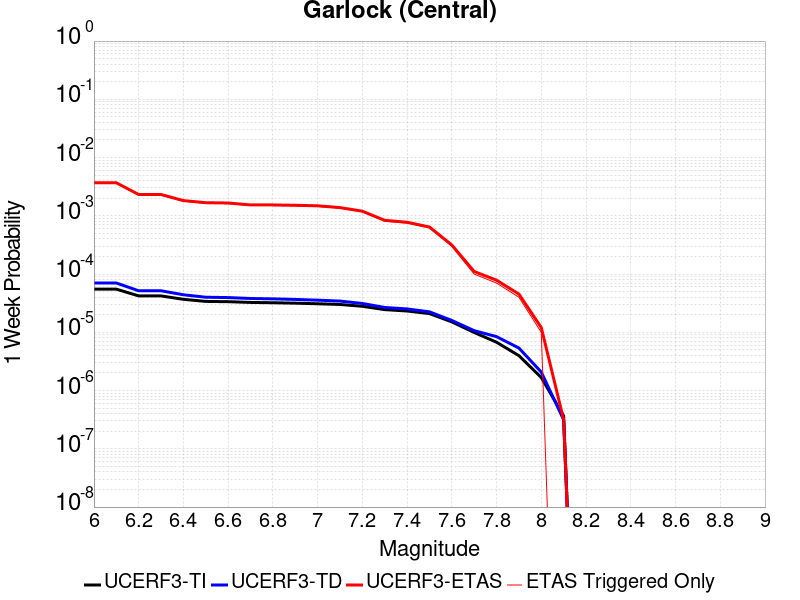 Garlock (Central)
10^0
10^-1
10^-2
10^-3
10^-4
10^-5
10^-6
10^-7
10^-8
1 Week Probability
6 6.2 6.4 6.6 6.8 7 7.2 7.4 7.6 7.8 8 8.2 8.4 8.6 8.8 9
Magnitude
UCERF3-TI UCERF3-TD UCERF3-ETAS ETAS Triggered Only